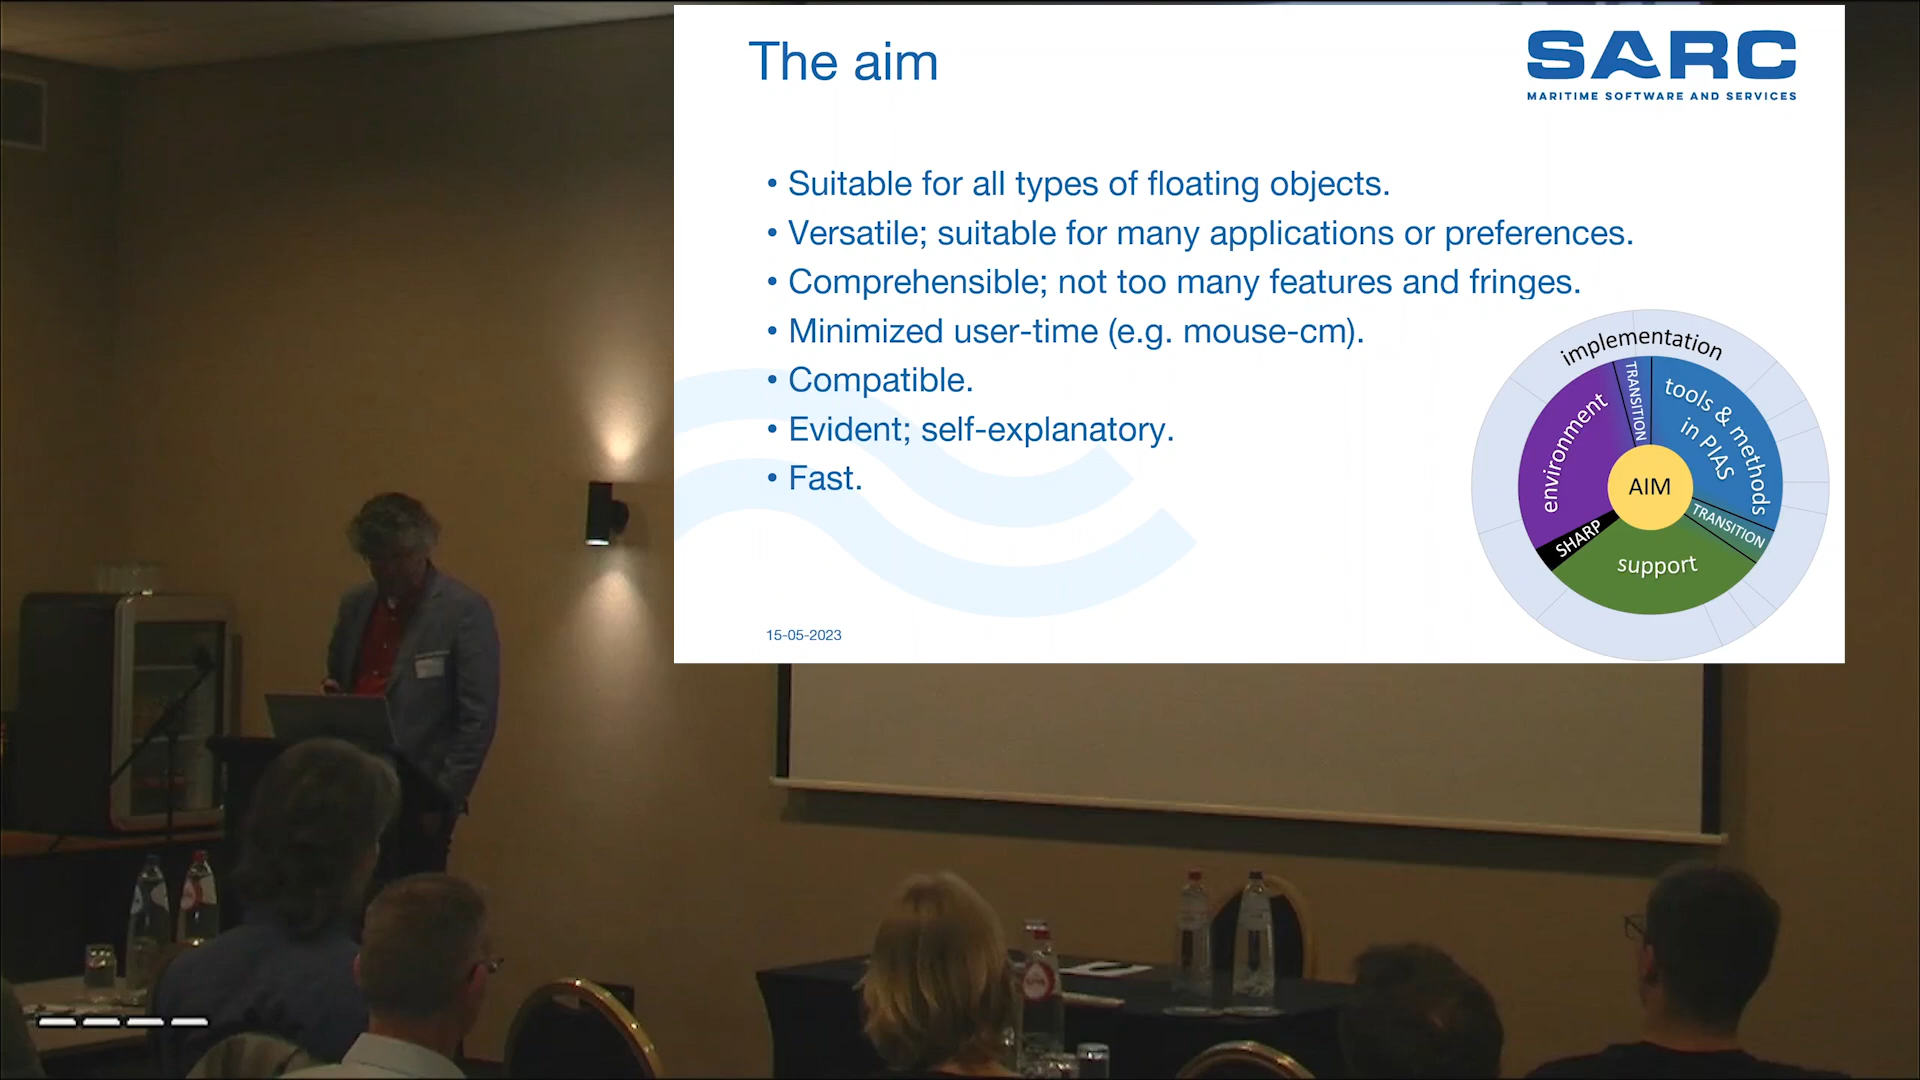 The aim
SARC
MARITIME SOFTWARE AND SERVICES
• Suitable for all types of floating objects.
• Versatile; suitable for many applications or preferences.
• Comprehensible; not too many features and fringes.
• Minimized user-time (e.g. mouse-cm).
• Compatible.
• Evident; self-explanatory.
• Fast.
implementation
TRANSITION
tools & methods
in PIAS
environment
AIM
TRANSITION
SHARP
support
15-05-2023